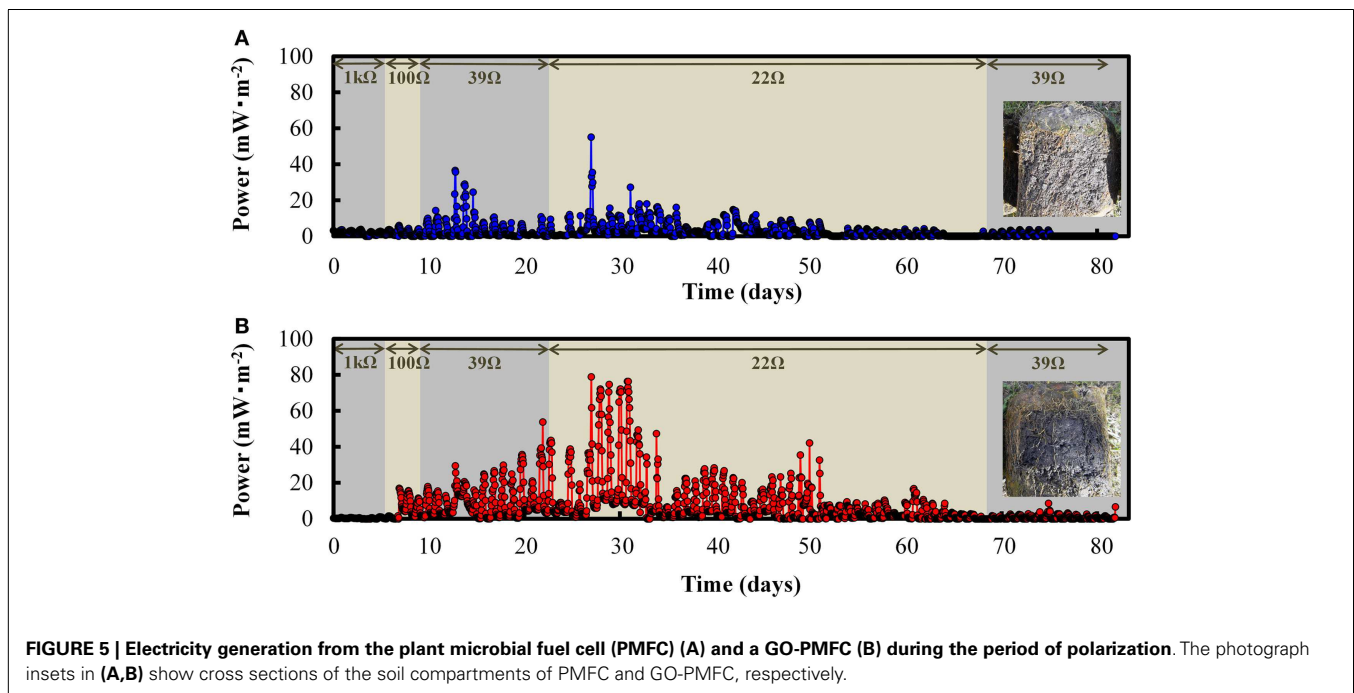 A
100
80
60
40
20
0
Power (mW・m-2)
1kΩ 100Ω 39Ω 22Ω 39Ω
0 10 20 30 40 50 60 70 80
Time (days)
B
100
80
60
40
20
0
Power (mW・m-2)
1kΩ 100Ω 39Ω 22Ω 39Ω
0 10 20 30 40 50 60 70 80
Time (days)
FIGURE 5 | Electricity generation from the plant microbial fuel cell (PMFC) (A) and a GO-PMFC (B) during the period of polarization. The photograph
insets in (A,B) show cross sections of the soil compartments of PMFC and GO-PMFC, respectively.